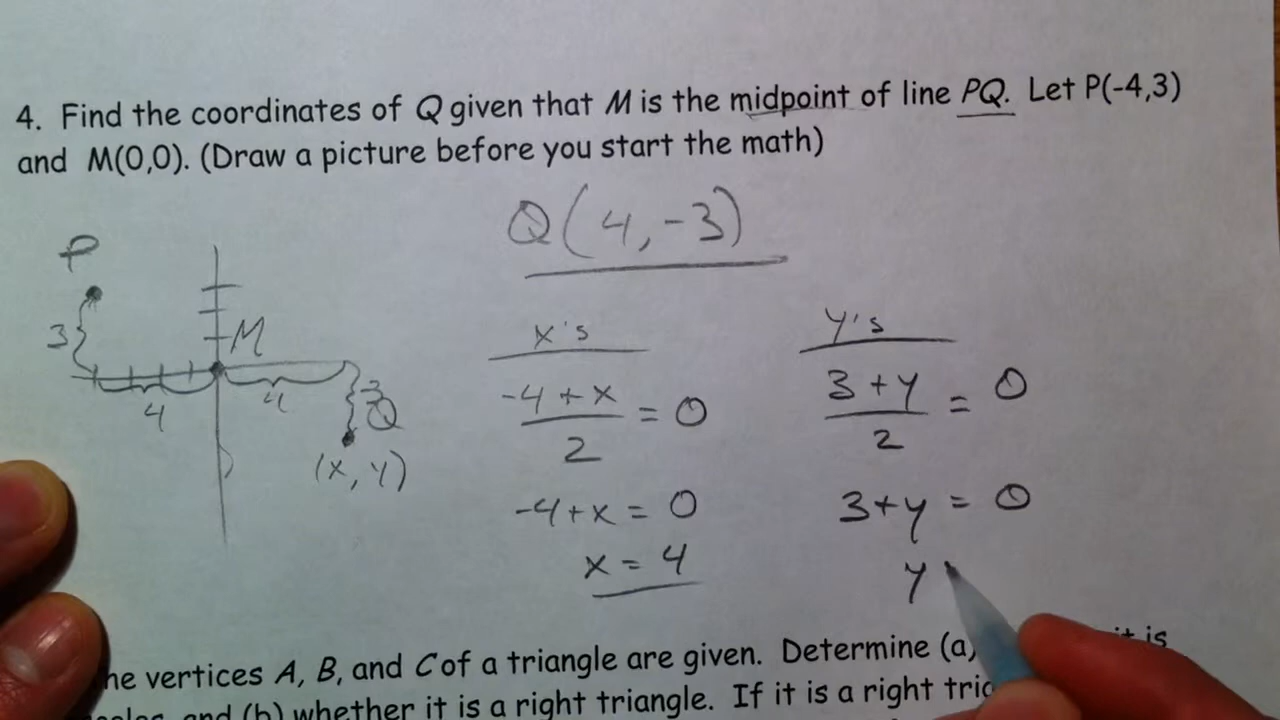 4. Find the coordinates of Q given that M is the midpoint of line PQ. Let P(-4,3)
and M(0,0). (Draw a picture before you start the math)
Q(4,-3)
P
3
M
4
4
3
Q
(x, y)
x's
-4+x
2
= 0
-4+x = 0
x = 4
y's
3+y
2
= 0
3+y = 0
y
he vertices A, B, and C of a triangle are given. Determine (a) it is
and (b) whether it is a right triangle. If it is a right